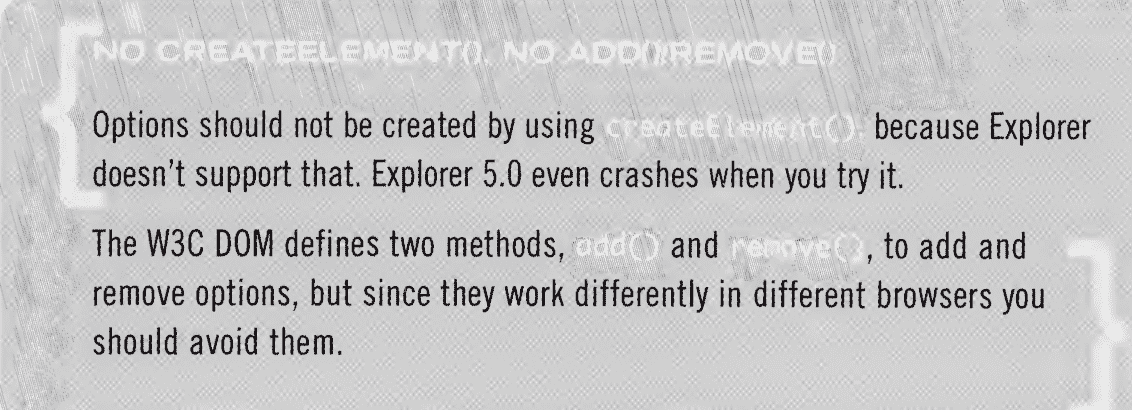 NO CREATEELEMENT(), NO ADD()/REMOVE()
Options should not be created by using createElement() because Explorer
doesn't support that. Explorer 5.0 even crashes when you try it.
The W3C DOM defines two methods, add() and remove(), to add and
remove options, but since they work differently in different browsers you
should avoid them.